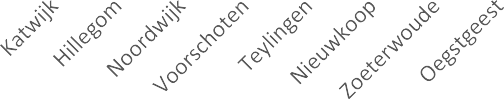 Katwijk
Hillegom
Noordwijk
Voorschoten
Teylingen
Nieuwkoop
Zoeterwoude
Oegstgeest